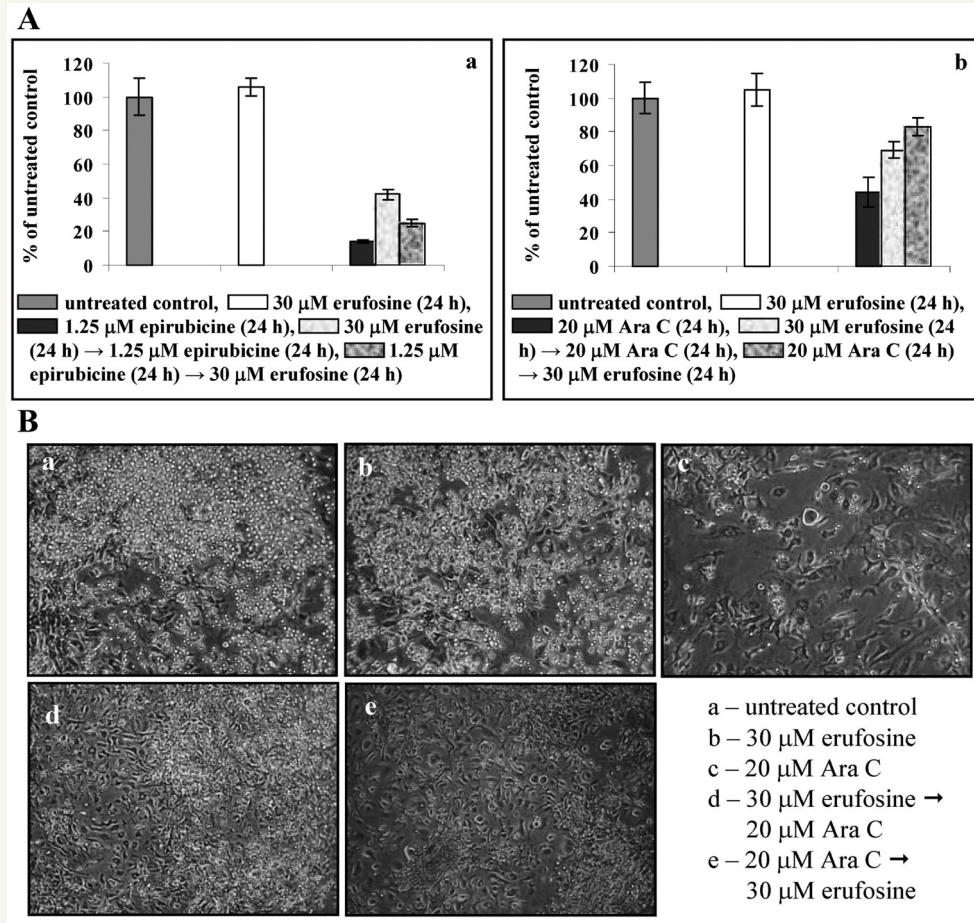 A
a
120
100
80
60
40
20
0
% of untreated control
untreated control, 30 μM erufosine (24 h),
1.25 μM epirubicine (24 h), 30 μM erufosine
(24 h) → 1.25 μM epirubicine (24 h), 1.25 μM
epirubicine (24 h) → 30 μM erufosine (24 h)
b
120
100
80
60
40
20
0
% of untreated control
untreated control, 30 μM erufosine (24 h),
20 μM Ara C (24 h), 30 μM erufosine (24
h) → 20 μM Ara C (24 h), 20 μM Ara C (24 h)
→ 30 μM erufosine (24 h)
B
a
b
c
d
e
a – untreated control
b – 30 μM erufosine
c – 20 μM Ara C
d – 30 μM erufosine →
20 μM Ara C
e – 20 μM Ara C →
30 μM erufosine